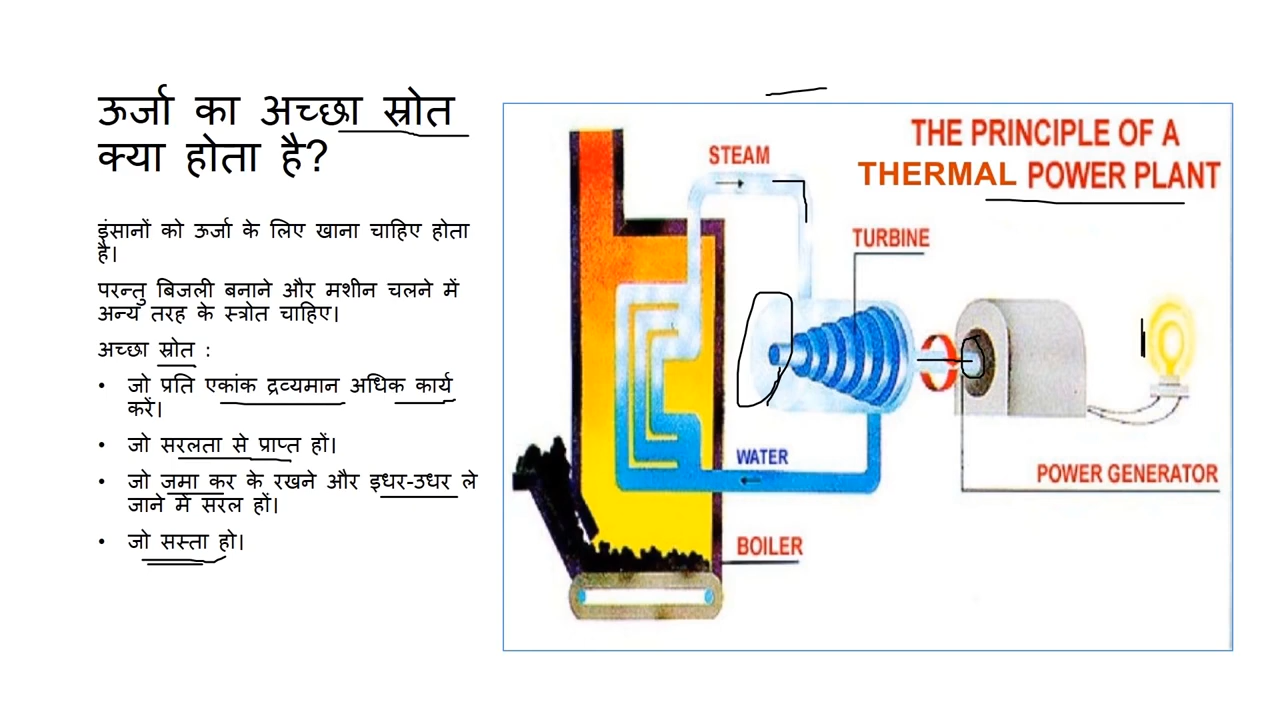 ऊर्जा का अच्छा स्रोत
क्या होता है?
इंसानों को ऊर्जा के लिए खाना चाहिए होता
है।
परन्तु बिजली बनाने और मशीन चलने में
अन्य तरह के स्त्रोत चाहिए।
अच्छा स्रोत :
• जो प्रति एकांक द्रव्यमान अधिक कार्य
करें।
• जो सरलता से प्राप्त हों।
• जो जमा कर के रखने और इधर-उधर ले
जाने में सरल हों।
• जो सस्ता हो।
THE PRINCIPLE OF A
THERMAL POWER PLANT
STEAM
TURBINE
WATER
POWER GENERATOR
BOILER